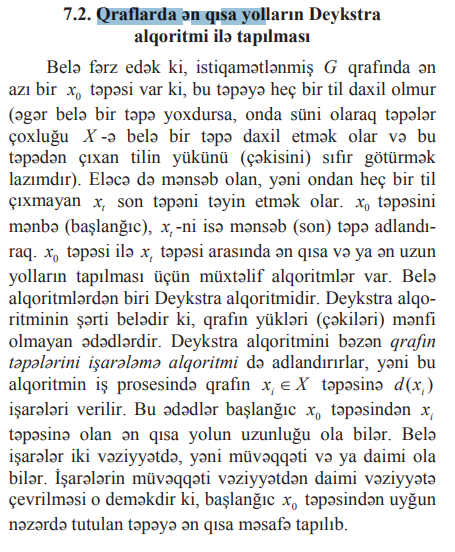 7.2. Qraflarda ən qısa yolların Deykstra
alqoritmi ilə tapılması
Belə fərz edək ki, istiqamətlənmiş G qrafında ən
azı bir x₀ təpəsi var ki, bu təpəyə heç bir til daxil olmur
(əgər belə bir təpə yoxdursa, onda süni olaraq təpələr
çoxluğu X -ə belə bir təpə daxil etmək olar və bu
təpədən çıxan tilin yükünü (çəkisini) sıfır götürmək
lazımdır). Eləcə də mənsəb olan, yəni ondan heç bir til
çıxmayan xₜ son təpəni təyin etmək olar. x₀ təpəsini
mənbə (başlanğıc), xₜ-ni isə mənsəb (son) təpə adlandı-
raq. x₀ təpəsi ilə xₜ təpəsi arasında ən qısa və ya ən uzun
yolların tapılması üçün müxtəlif alqoritmlər var. Belə
alqoritmlərdən biri Deykstra alqoritmidir. Deykstra alqo-
ritminin şərti belədir ki, qrafın yükləri (çəkiləri) mənfi
olmayan ədədlərdir. Deykstra alqoritmini bəzən qrafın
təpələrini işarələmə alqoritmi də adlandırırlar, yəni bu
alqoritmin iş prosesində qrafın xᵢ ∈ X təpəsinə d(xᵢ)
işarələri verilir. Bu ədədlər başlanğıc x₀ təpəsindən xᵢ
təpəsinə olan ən qısa yolun uzunluğu ola bilər. Belə
işarələr iki vəziyyətdə, yəni müvəqqəti və ya daimi ola
bilər. İşarələrin müvəqqəti vəziyyətdən daimi vəziyyətə
çevrilməsi o deməkdir ki, başlanğıc x₀ təpəsindən uyğun
nəzərdə tutulan təpəyə ən qısa məsafə tapılıb.